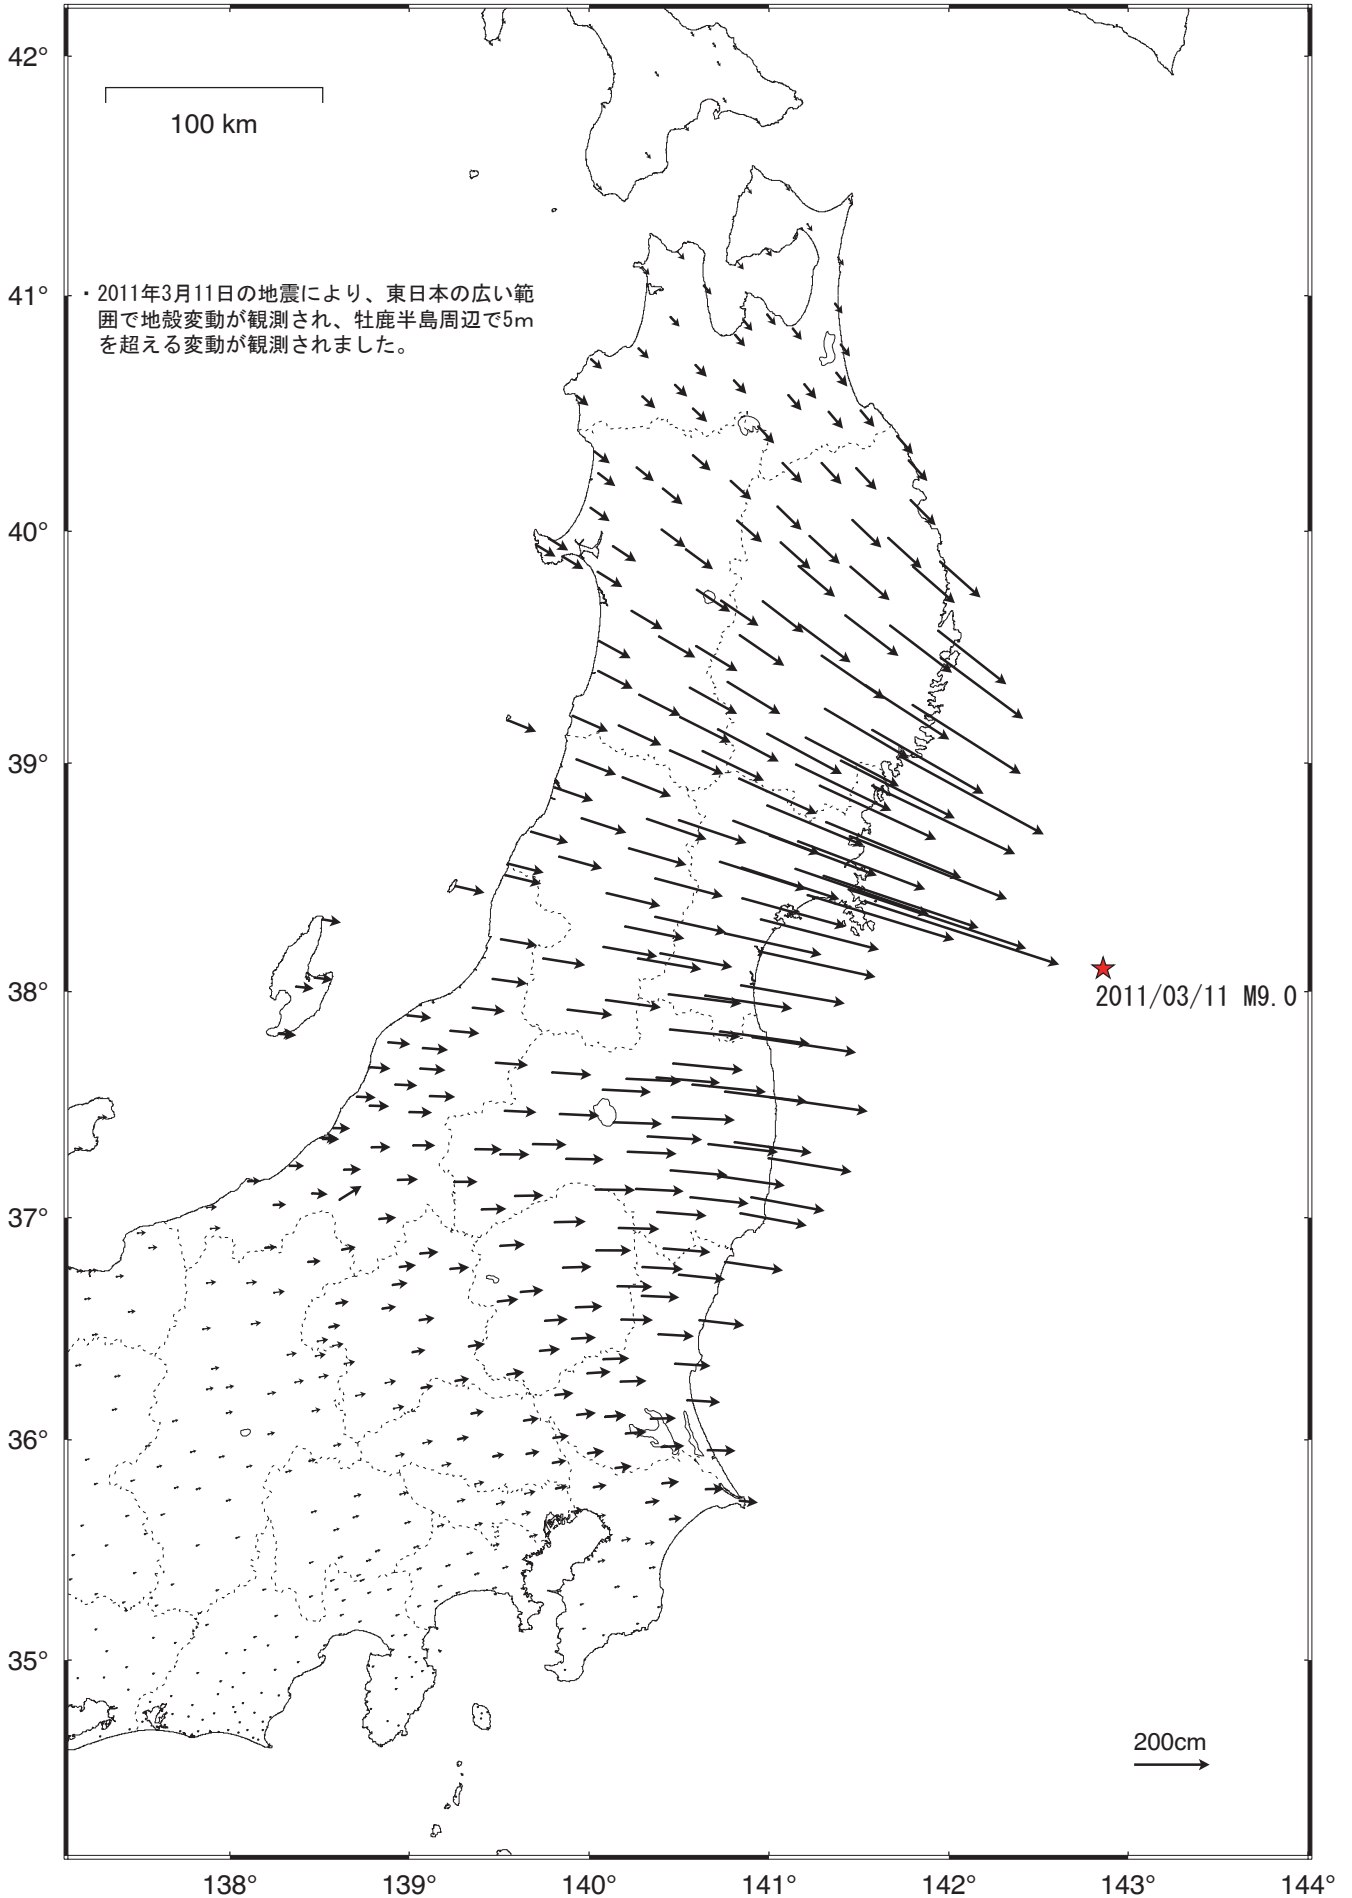 42°
100 km
41°
・2011年3月11日の地震により、東日本の広い範
囲で地殻変動が観測され、牡鹿半島周辺で5m
を超える変動が観測されました。
40°
39°
38°
2011/03/11 M9.0
37°
36°
35°
200cm
138°
139°
140°
141°
142°
143°
144°